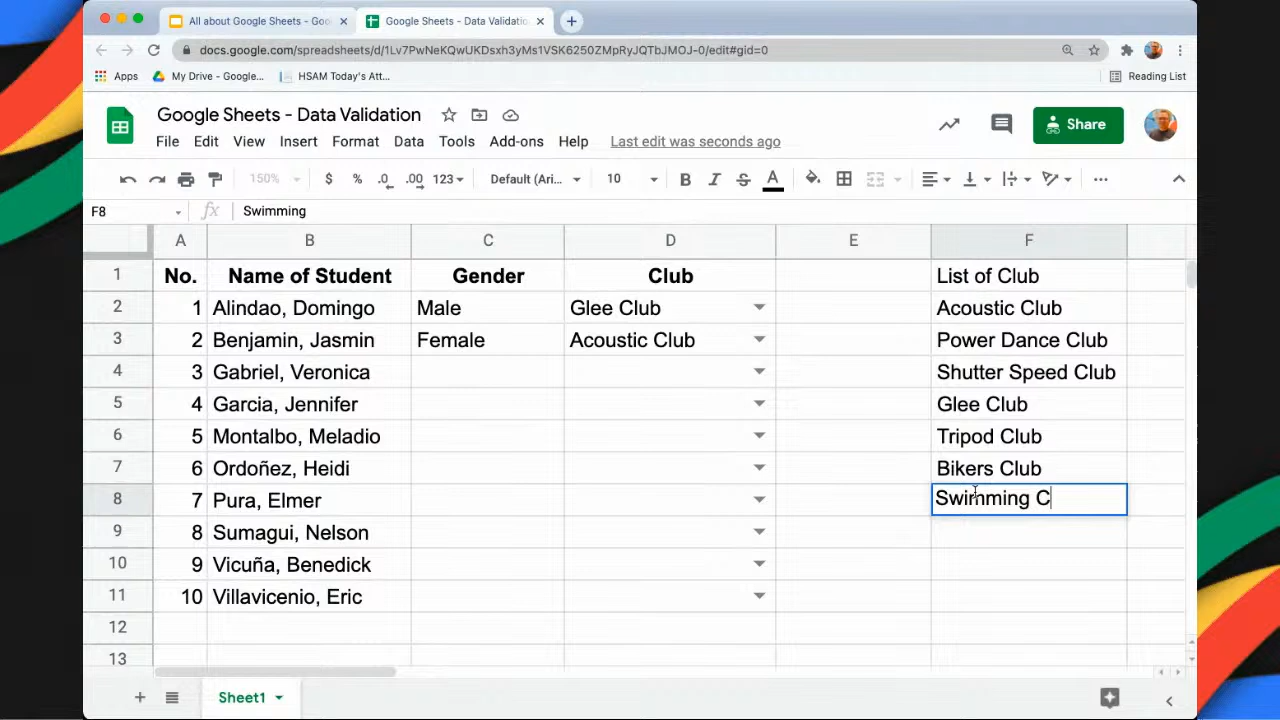 All about Google Sheets - Goo
Google Sheets - Data Validatio
docs.google.com/spreadsheets/d/1Lv7PwNeKQwUKDsxh3yMs1VSK6250ZMpRyJQTbJMOJ-0/edit#gid=0
Apps
My Drive - Google...
HSAM Today's Att...
Reading List
Google Sheets - Data Validation
File Edit View Insert Format Data Tools Add-ons Help Last edit was seconds ago
Share
150% $ % .0 .00 123 Default (Ari... 10 B I S A
F8 fx Swimming
A B C D E F
1 No. Name of Student Gender Club List of Club
2 1 Alindao, Domingo Male Glee Club Acoustic Club
3 2 Benjamin, Jasmin Female Acoustic Club Power Dance Club
4 3 Gabriel, Veronica Shutter Speed Club
5 4 Garcia, Jennifer Glee Club
6 5 Montalbo, Meladio Tripod Club
7 6 Ordoñez, Heidi Bikers Club
8 7 Pura, Elmer Swimming C
9 8 Sumagui, Nelson
10 9 Vicuña, Benedick
11 10 Villavicenio, Eric
12
13
Sheet1